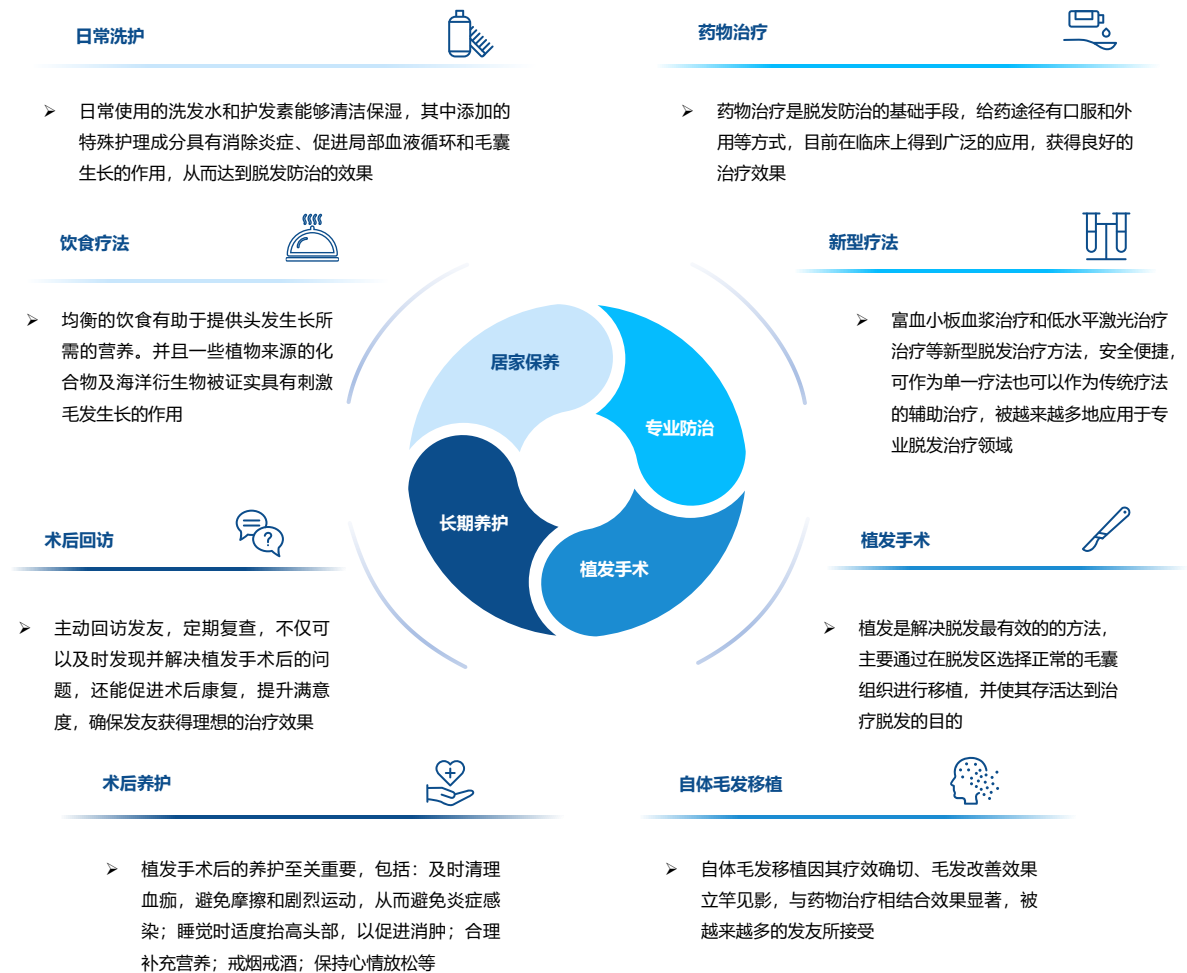 日常洗护
日常使用的洗发水和护发素能够清洁保湿，其中添加的
特殊护理成分具有消除炎症、促进局部血液循环和毛囊
生长的作用，从而达到脱发防治的效果
药物治疗
药物治疗是脱发防治的基础手段，给药途径有口服和外
用等方式，目前在临床上得到广泛的应用，获得良好的
治疗效果
饮食疗法
均衡的饮食有助于提供头发生长所
需的营养。并且一些植物来源的化
合物及海洋衍生物被证实具有刺激
毛发生长的作用
新型疗法
富血小板血浆治疗和低水平激光治疗
治疗等新型脱发治疗方法，安全便捷，
可作为单一疗法也可以作为传统疗法
的辅助治疗，被越来越多地应用于专
业脱发治疗领域
居家保养
专业防治
长期养护
植发手术
术后回访
主动回访发友，定期复查，不仅可
以及时发现并解决植发手术后的问
题，还能促进术后康复，提升满意
度，确保发友获得理想的治疗效果
植发手术
植发是解决脱发最有效的的方法，
主要通过在脱发区选择正常的毛囊
组织进行移植，并使其存活达到治
疗脱发的目的
术后养护
植发手术后的养护至关重要，包括：及时清理
血痂，避免摩擦和剧烈运动，从而避免炎症感
染；睡觉时适度抬高头部，以促进消肿；合理
补充营养；戒烟戒酒；保持心情放松等
自体毛发移植
自体毛发移植因其疗效确切、毛发改善效果
立竿见影，与药物治疗相结合效果显著，被
越来越多的发友所接受